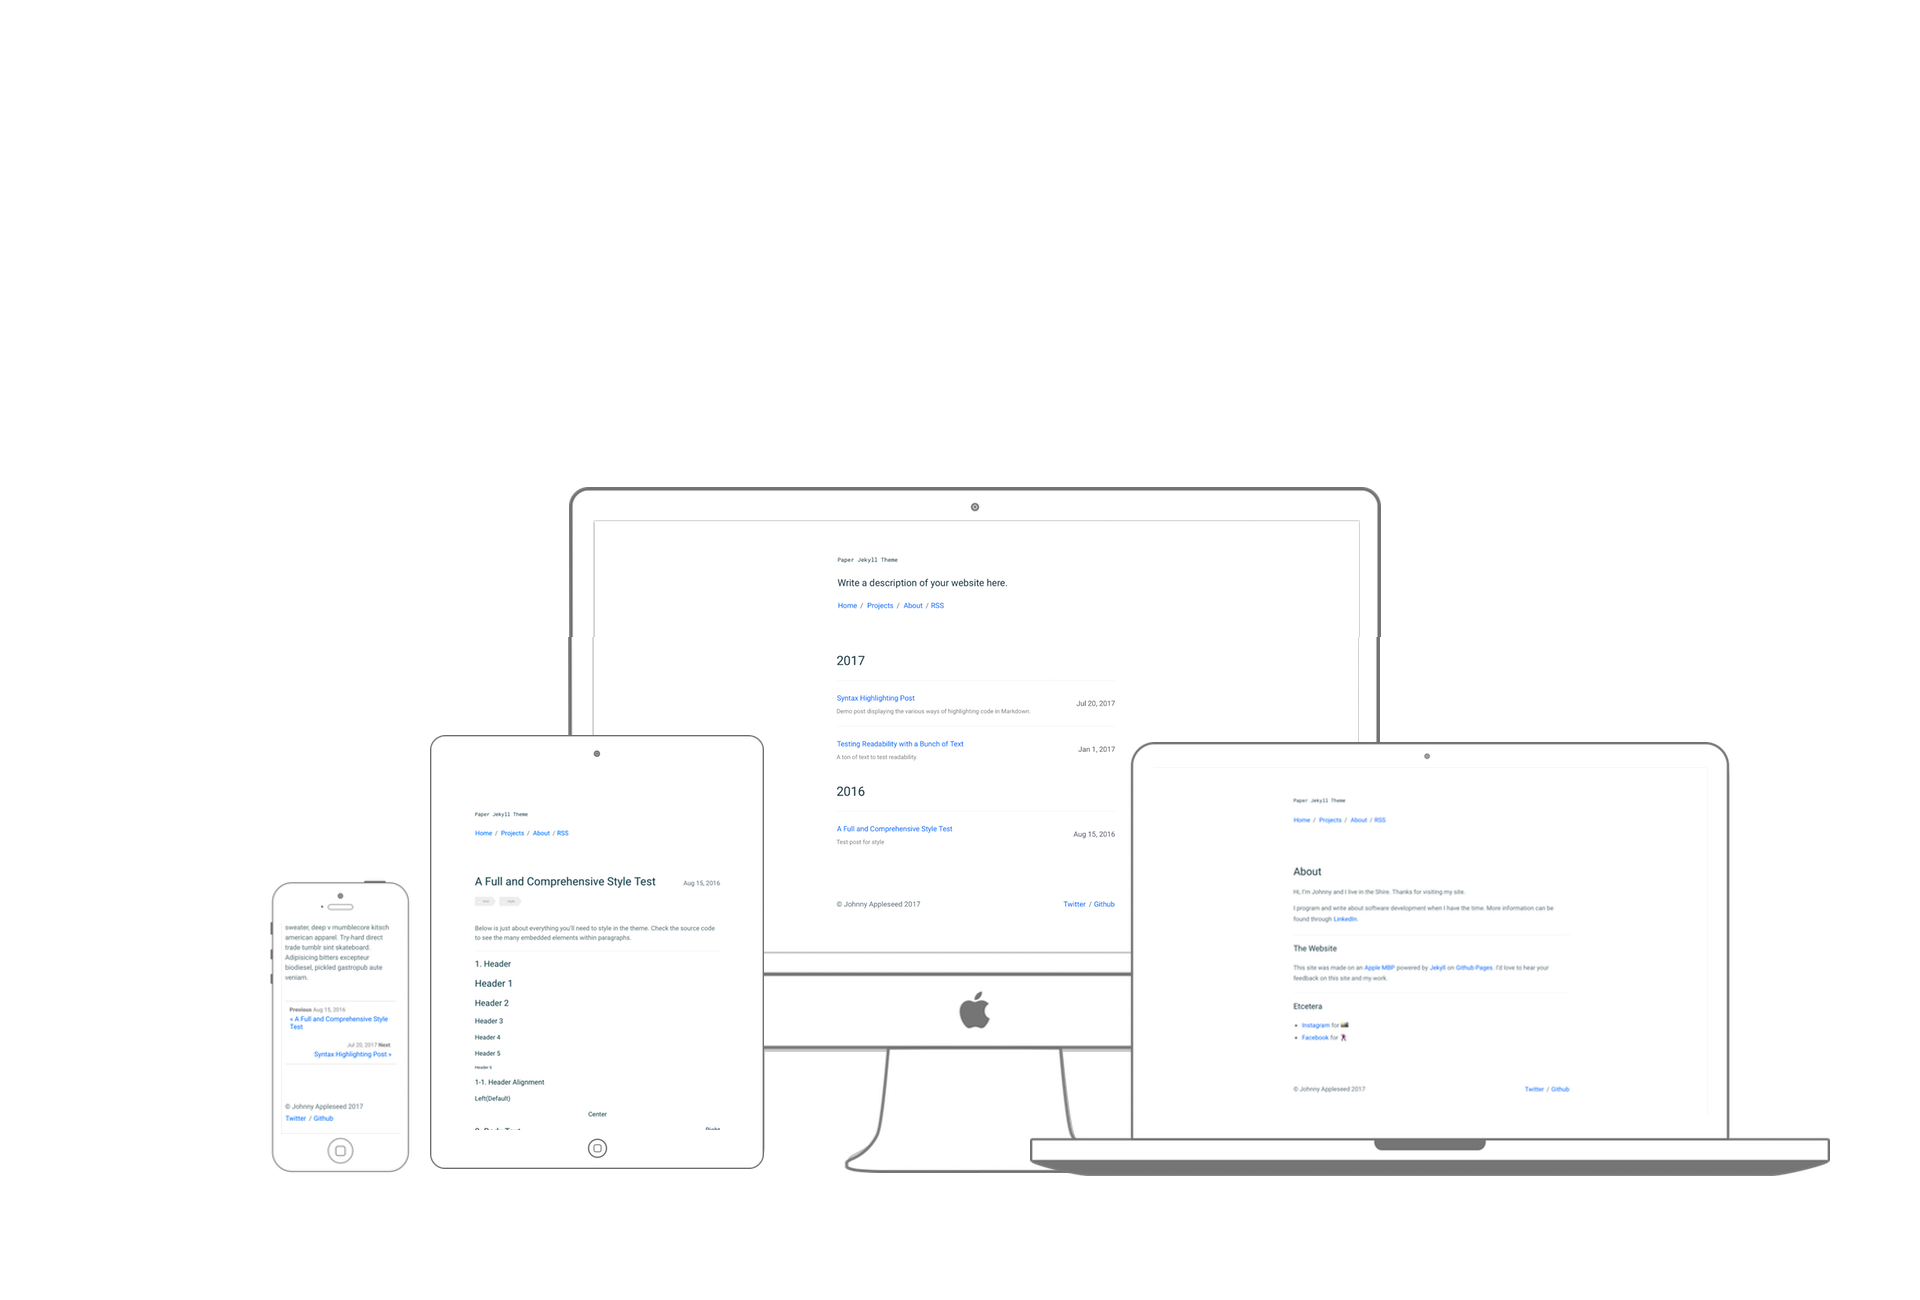 Paper Jekyll Theme
Write a description of your website here.
Home / Projects / About / RSS
2017
Syntax Highlighting Post
Jul 20, 2017
Demo post displaying the various ways of highlighting code in Markdown.
Testing Readability with a Bunch of Text
Jan 1, 2017
A ton of text to test readability.
2016
A Full and Comprehensive Style Test
Aug 15, 2016
Test post for style
© Johnny Appleseed 2017
Twitter / Github
sweater, deep v mumblecore kitsch
american apparel. Try-hard direct
trade tumblr sint skateboard.
Adipisicing bitters excepteur
biodiesel, pickled gastropub aute
veniam.
Previous Aug 15, 2016
« A Full and Comprehensive Style
Test
Jul 20, 2017 Next
Syntax Highlighting Post »
© Johnny Appleseed 2017
Twitter / Github
Paper Jekyll Theme
Home / Projects / About / RSS
A Full and Comprehensive Style Test
Aug 15, 2016
Below is just about everything you'll need to style in the theme. Check the source code
to see the many embedded elements within paragraphs.
1. Header
Header 1
Header 2
Header 3
Header 4
Header 5
Header 6
1-1. Header Alignment
Left(Default)
Center
Paper Jekyll Theme
Home / Projects / About / RSS
About
Hi, I'm Johnny and I live in the Shire. Thanks for visiting my site.
I program and write about software development when I have the time. More information can be
found through LinkedIn.
The Website
This site was made on an Apple MBP powered by Jekyll on Github Pages. I'd love to hear your
feedback on this site and my work.
Etcetera
• Instagram for
• Facebook for
© Johnny Appleseed 2017
Twitter / Github